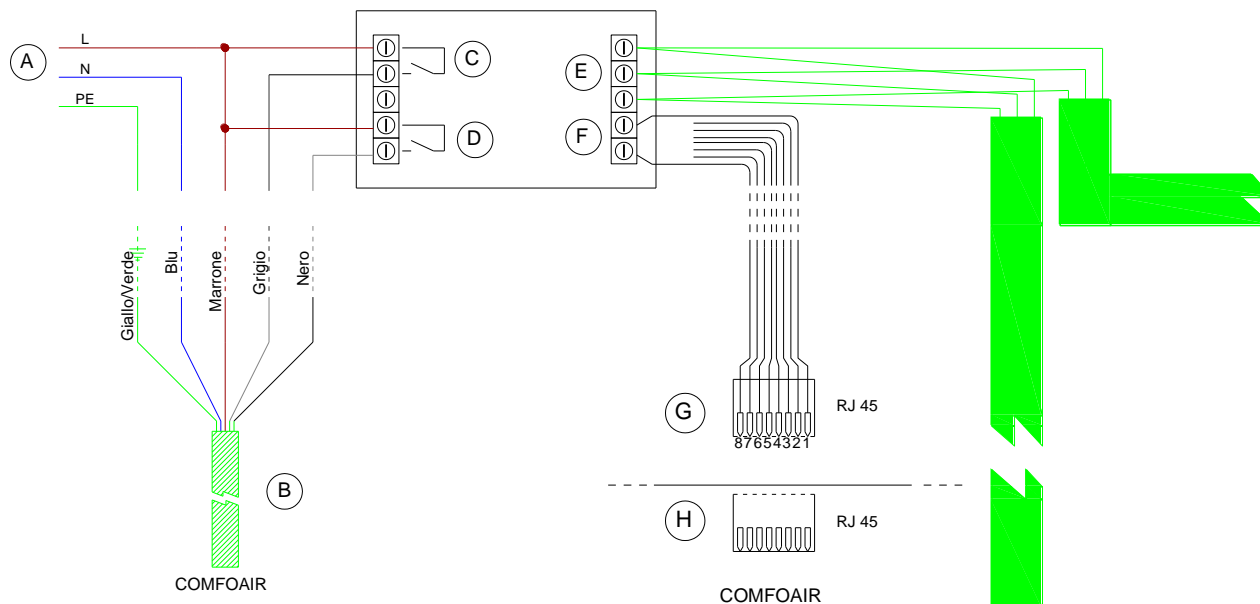 A
L
N
PE
C
D
E
F
Giallo/Verde
Blu
Marrone
Grigio
Nero
B
COMFOAIR
G
RJ 45
87654321
H
RJ 45
COMFOAIR